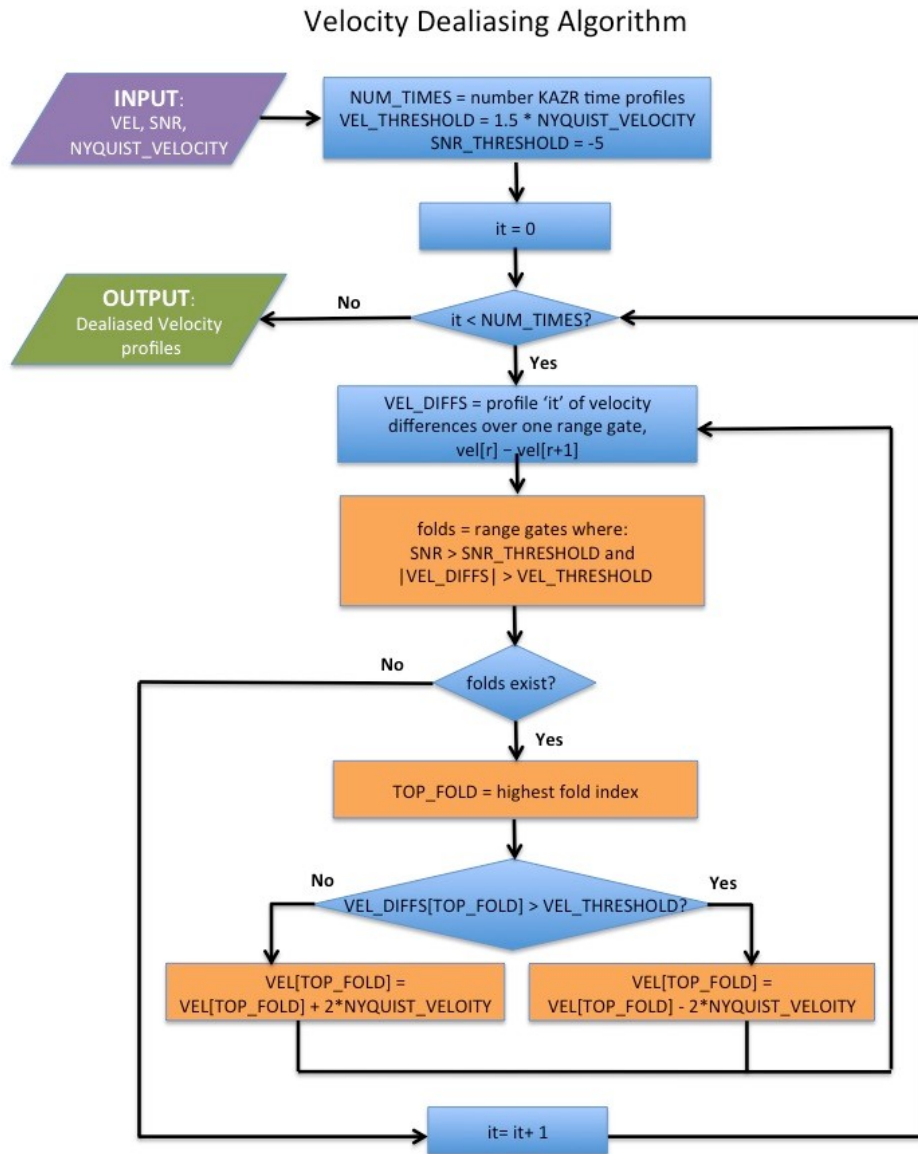 Velocity Dealiasing Algorithm
INPUT:
VEL, SNR,
NYQUIST_VELOCITY
NUM_TIMES = number KAZR time profiles
VEL_THRESHOLD = 1.5 * NYQUIST_VELOCITY
SNR_THRESHOLD = -5
it = 0
OUTPUT:
Dealiased Velocity
profiles
No
it < NUM_TIMES?
Yes
VEL_DIFFS = profile ‘it’ of velocity
differences over one range gate,
vel[r] – vel[r+1]
folds = range gates where:
SNR > SNR_THRESHOLD and
|VEL_DIFFS| > VEL_THRESHOLD
No
folds exist?
Yes
TOP_FOLD = highest fold index
No
VEL_DIFFS[TOP_FOLD] > VEL_THRESHOLD?
Yes
VEL[TOP_FOLD] =
VEL[TOP_FOLD] + 2*NYQUIST_VELOITY
VEL[TOP_FOLD] =
VEL[TOP_FOLD] - 2*NYQUIST_VELOITY
it= it+ 1